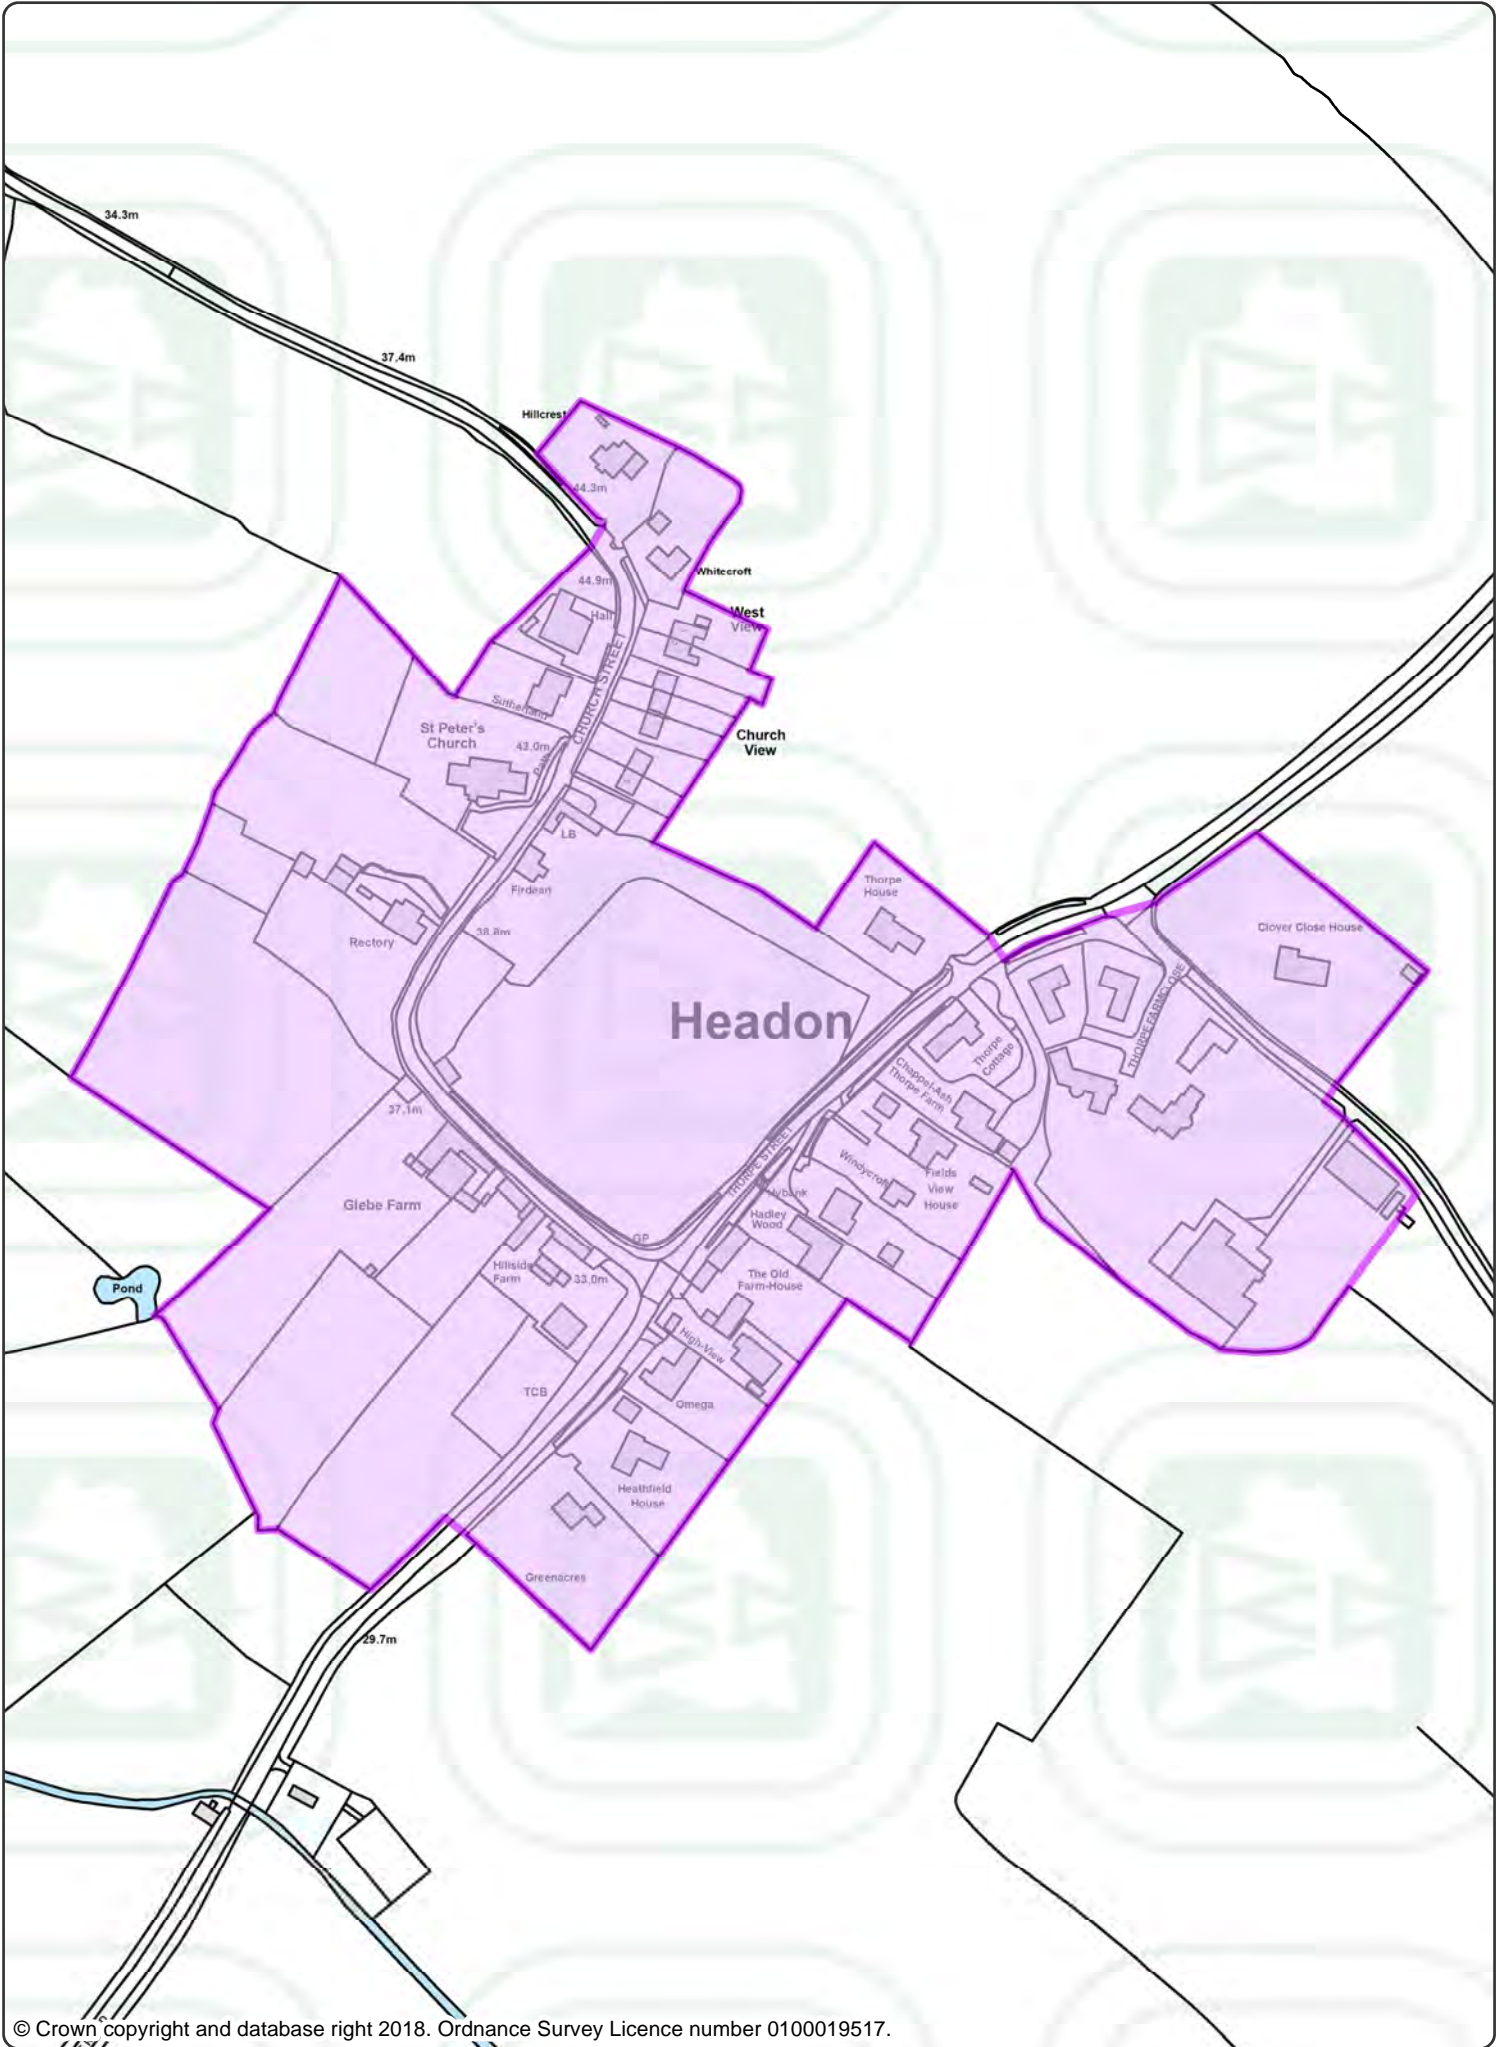 34.3m
37.4m
Hillcrest
44.3m
Whitecroft
44.9m
West
View
Hall
CHURCH STREET
Sutherland
St Peter's
Church
43.0m
Path
Church
View
LB
Firdean
Rectory
38.8m
Thorpe
House
Clover Close House
Headon
THORPE FARM CLOSE
Thorpe
Cottage
Chappel-Ash
Thorpe Farm
37.1m
THORPE STREET
Windycroft
Fields
View
House
Glebe Farm
Hadley
Wood
GP
Hillside
Farm
33.0m
The Old
Farm-House
Pond
High-View
TCB
Omega
Heathfield
House
Greenacres
29.7m
© Crown copyright and database right 2018. Ordnance Survey Licence number 0100019517.